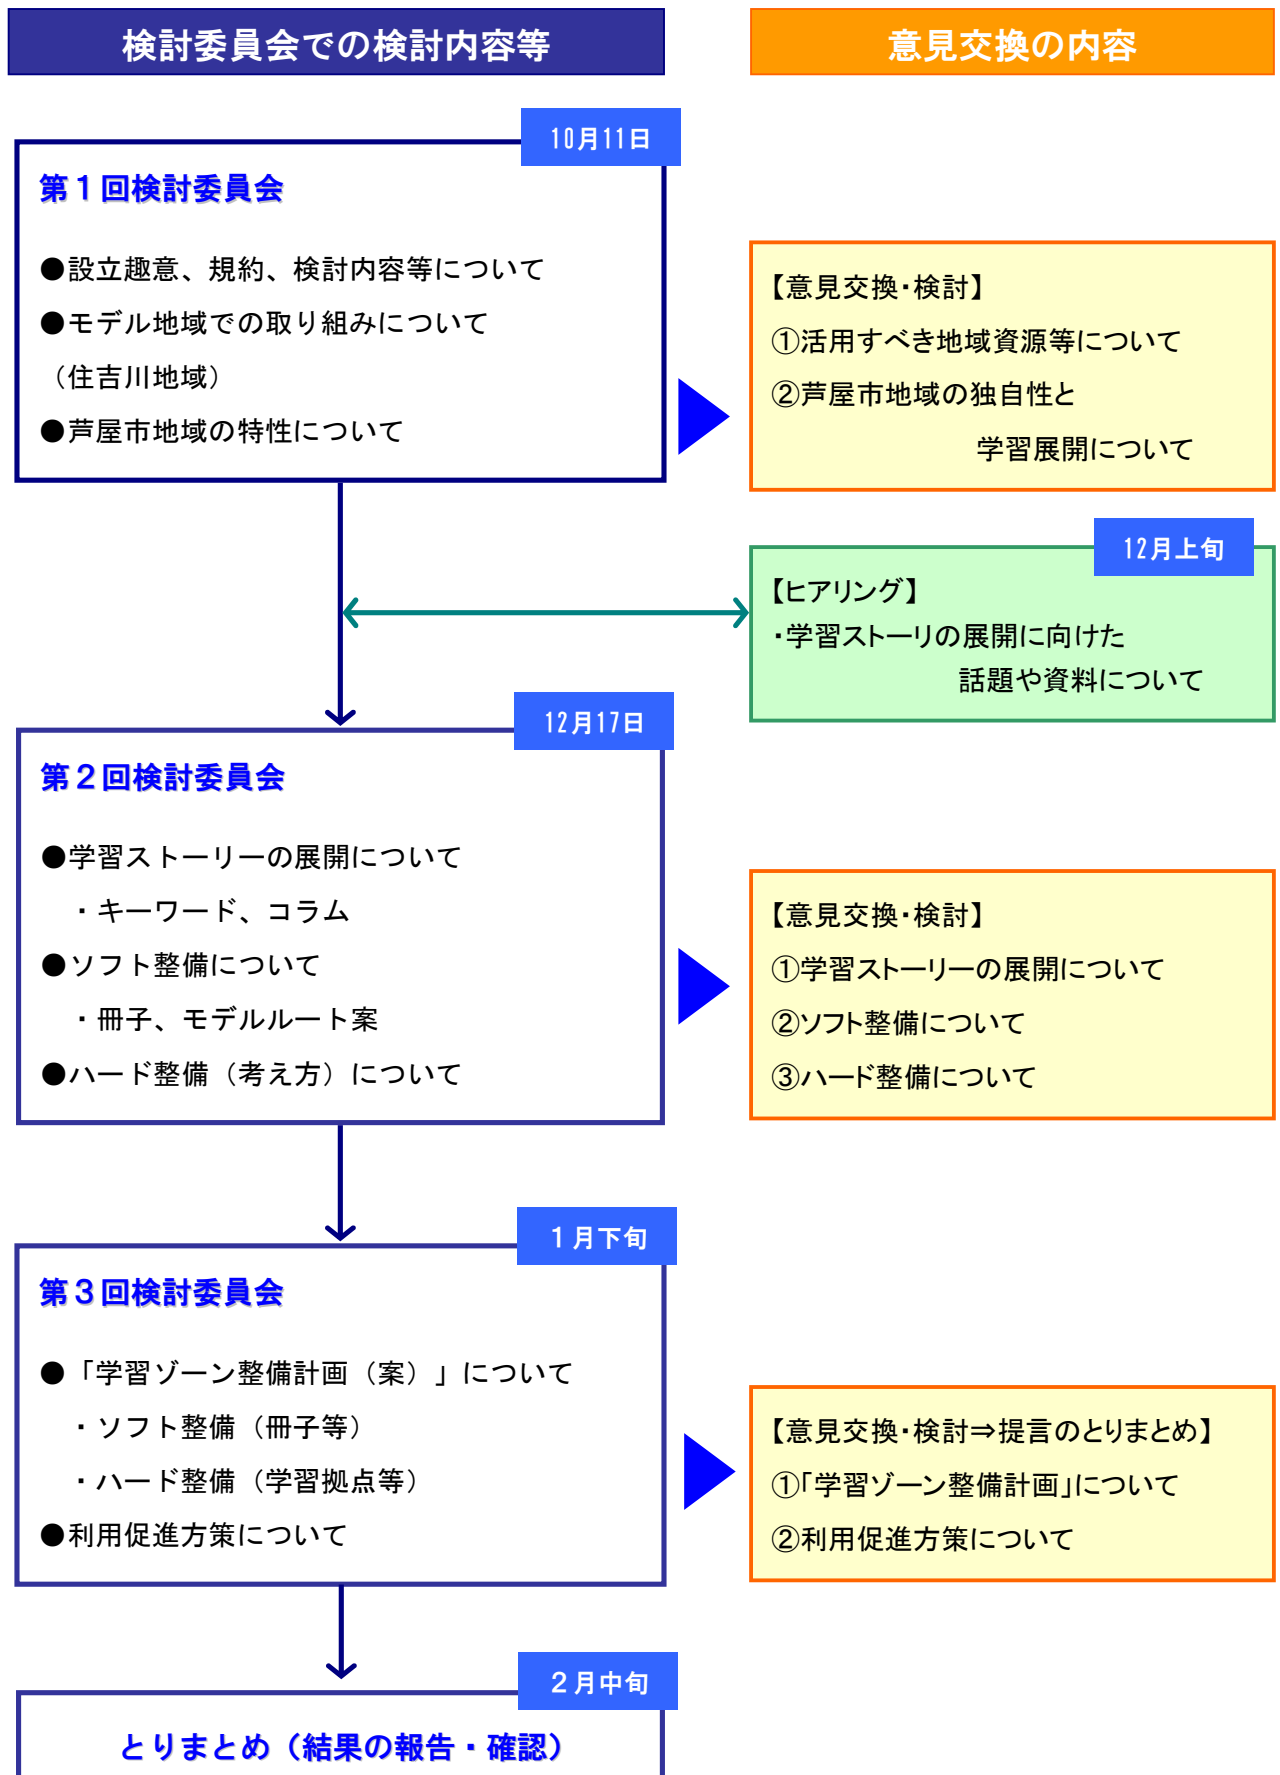 検討委員会での検討内容等
意見交換の内容
10月11日
第１回検討委員会
●設立趣意、規約、検討内容等について
●モデル地域での取り組みについて
（住吉川地域）
●芦屋市地域の特性について
【意見交換・検討】
①活用すべき地域資源等について
②芦屋市地域の独自性と
学習展開について
12月上旬
【ヒアリング】
・学習ストーリの展開に向けた
話題や資料について
12月17日
第２回検討委員会
●学習ストーリーの展開について
・キーワード、コラム
●ソフト整備について
・冊子、モデルルート案
●ハード整備（考え方）について
【意見交換・検討】
①学習ストーリーの展開について
②ソフト整備について
③ハード整備について
１月下旬
第３回検討委員会
●「学習ゾーン整備計画（案）」について
・ソフト整備（冊子等）
・ハード整備（学習拠点等）
●利用促進方策について
【意見交換・検討⇒提言のとりまとめ】
①「学習ゾーン整備計画」について
②利用促進方策について
２月中旬
とりまとめ（結果の報告・確認）